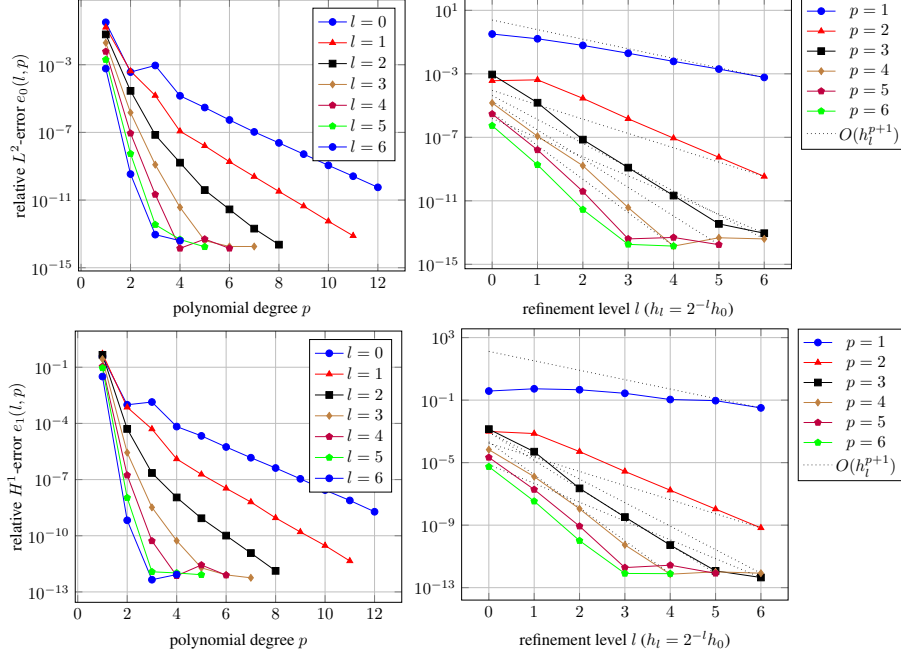 relative $L^2$-error $e_0(l, p)$
$10^{-3}$
$10^{-7}$
$10^{-11}$
$10^{-15}$
0 2 4 6 8 10 12
polynomial degree $p$
$l = 0$
$l = 1$
$l = 2$
$l = 3$
$l = 4$
$l = 5$
$l = 6$
$10^{1}$
$10^{-3}$
$10^{-7}$
$10^{-11}$
$10^{-15}$
0 1 2 3 4 5 6
refinement level $l$ ($h_l = 2^{-l}h_0$)
$p = 1$
$p = 2$
$p = 3$
$p = 4$
$p = 5$
$p = 6$
$O(h_l^{p+1})$
relative $H^1$-error $e_1(l, p)$
$10^{-1}$
$10^{-4}$
$10^{-7}$
$10^{-10}$
$10^{-13}$
0 2 4 6 8 10 12
polynomial degree $p$
$l = 0$
$l = 1$
$l = 2$
$l = 3$
$l = 4$
$l = 5$
$l = 6$
$10^{3}$
$10^{-1}$
$10^{-5}$
$10^{-9}$
$10^{-13}$
0 1 2 3 4 5 6
refinement level $l$ ($h_l = 2^{-l}h_0$)
$p = 1$
$p = 2$
$p = 3$
$p = 4$
$p = 5$
$p = 6$
$O(h_l^{p+1})$